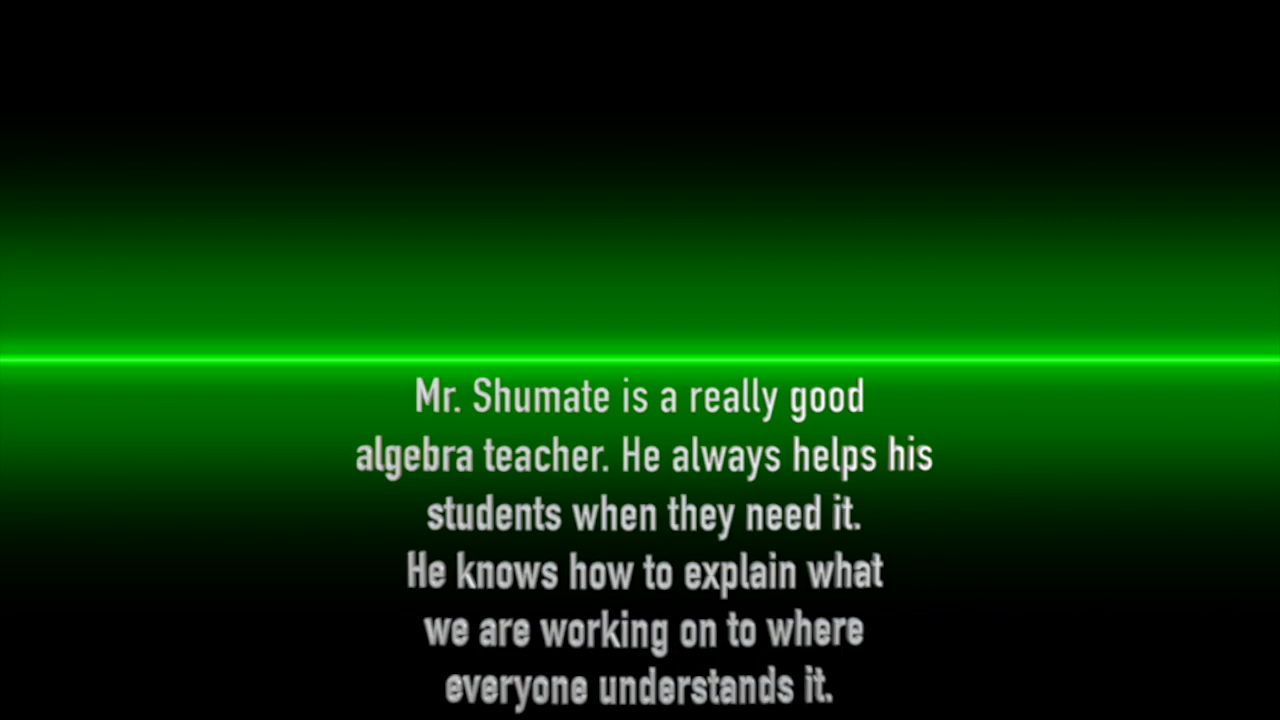 Mr. Shumate is a really good
algebra teacher. He always helps his
students when they need it.
He knows how to explain what
we are working on to where
everyone understands it.